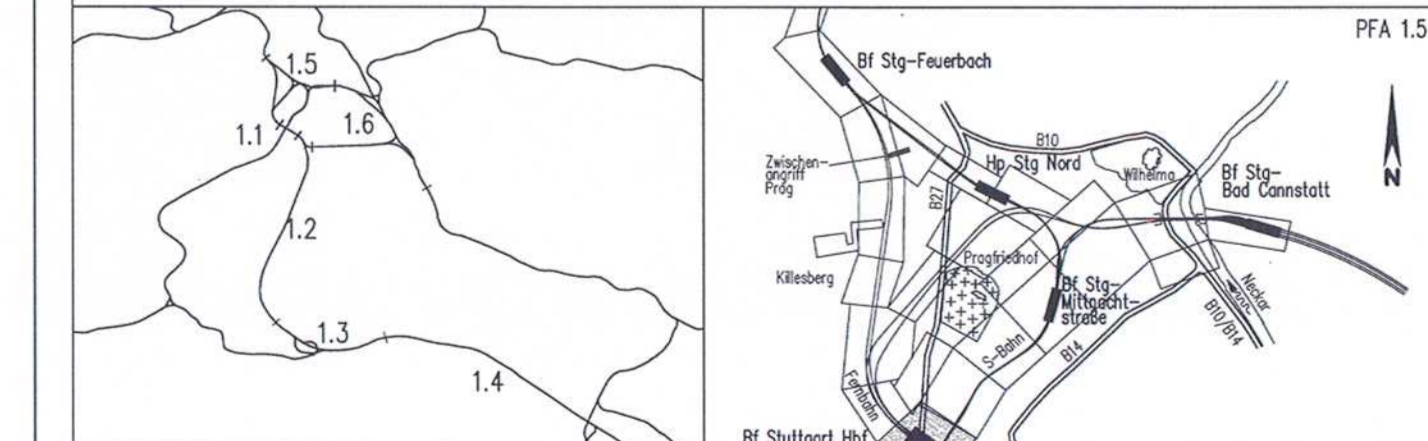 1.5
1.1
1.6
1.2
1.3
1.4
PFA 1.5
Bf Stg-Feuerbach
B10
Zwischen-
angriff
Prag
Hp Stg Nord
Wilhelma
Bf Stg-
Bad Cannstatt
B27
N
Killesberg
Pragfriedhof
Bf Stg-
Mittnacht-
straße
Neckar
B10/B14
S-Bahn
B14
Fernbahn
Bf Stuttgart Hbf